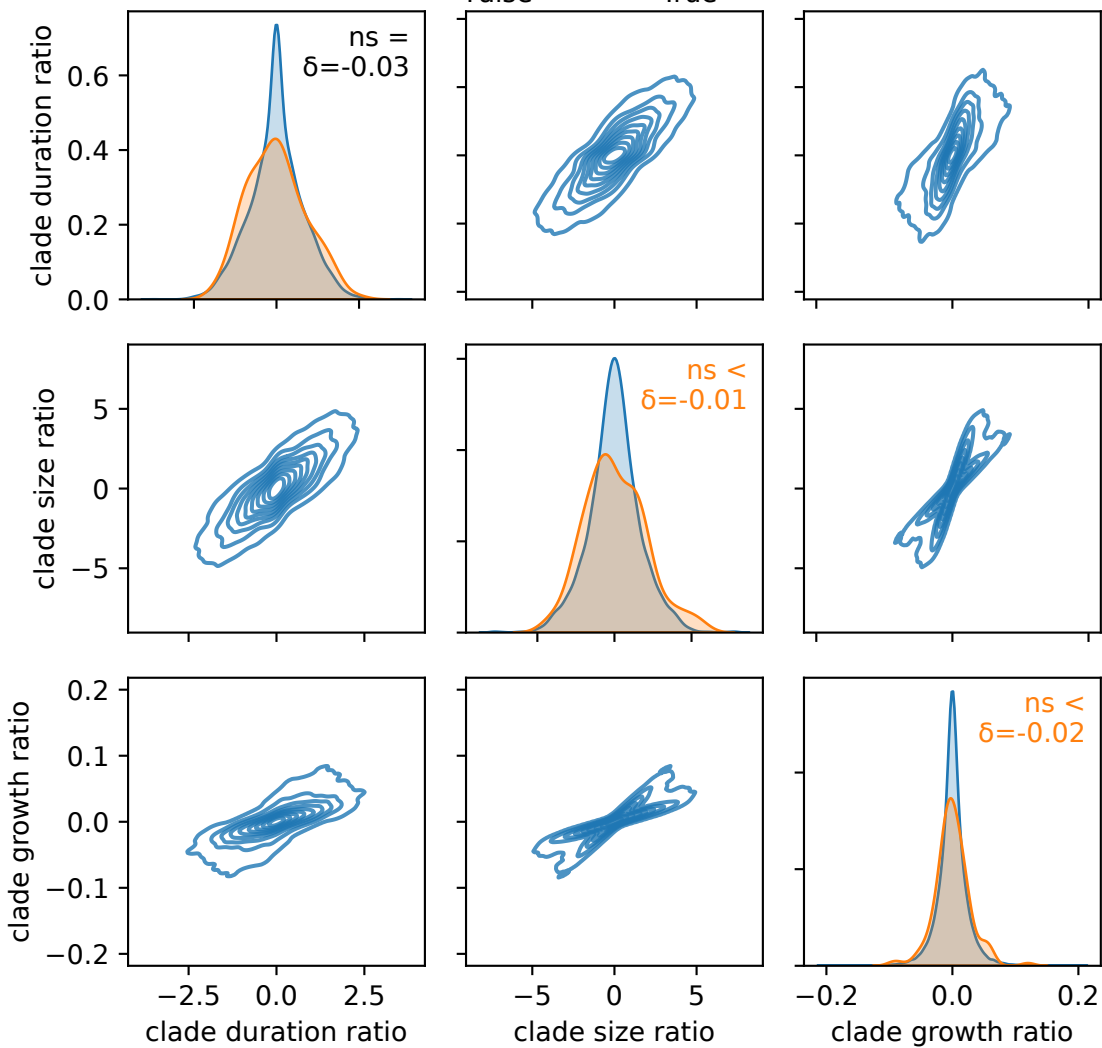 clade duration ratio
0.6
0.4
0.2
0.0
ns =
δ=-0.03
clade size ratio
5
0
−5
ns <
δ=-0.01
clade growth ratio
0.2
0.1
0.0
−0.1
−0.2
ns <
δ=-0.02
−2.5 0.0 2.5
−5 0 5
−0.2 0.0 0.2
clade duration ratio
clade size ratio
clade growth ratio